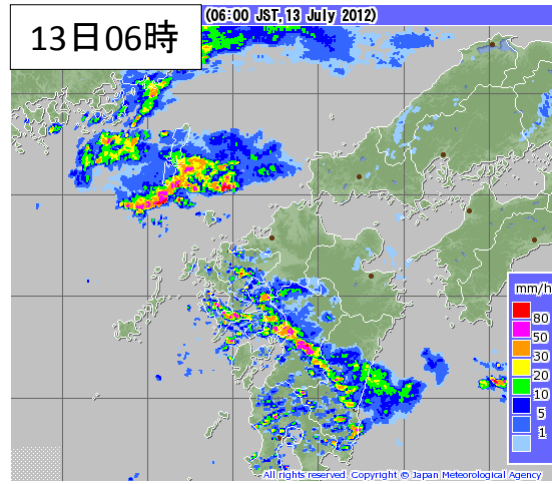 (06:00 JST,13 July 2012)
13日06時
mm/h
80
50
30
20
10
5
1
All rights reserved. Copyright © Japan Meteorological Agency